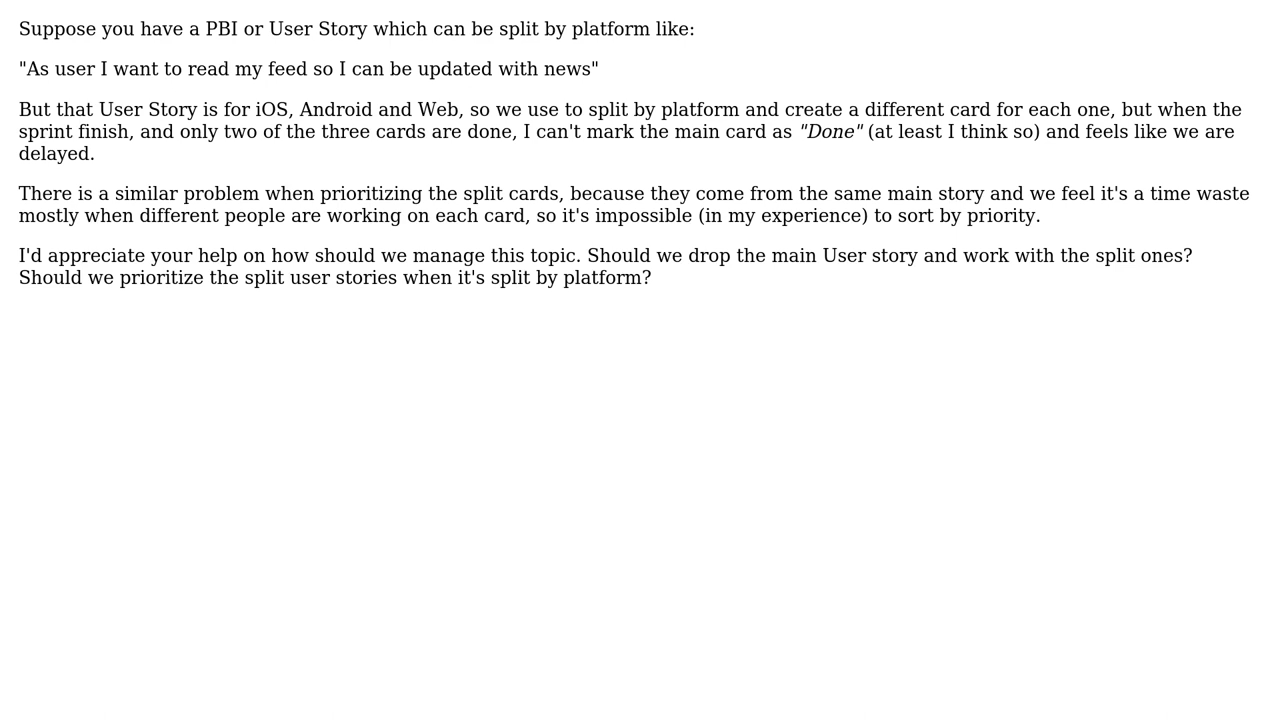 Suppose you have a PBI or User Story which can be split by platform like:
"As user I want to read my feed so I can be updated with news"
But that User Story is for iOS, Android and Web, so we use to split by platform and create a different card for each one, but when the
sprint finish, and only two of the three cards are done, I can't mark the main card as "Done" (at least I think so) and feels like we are
delayed.
There is a similar problem when prioritizing the split cards, because they come from the same main story and we feel it's a time waste
mostly when different people are working on each card, so it's impossible (in my experience) to sort by priority.
I'd appreciate your help on how should we manage this topic. Should we drop the main User story and work with the split ones?
Should we prioritize the split user stories when it's split by platform?